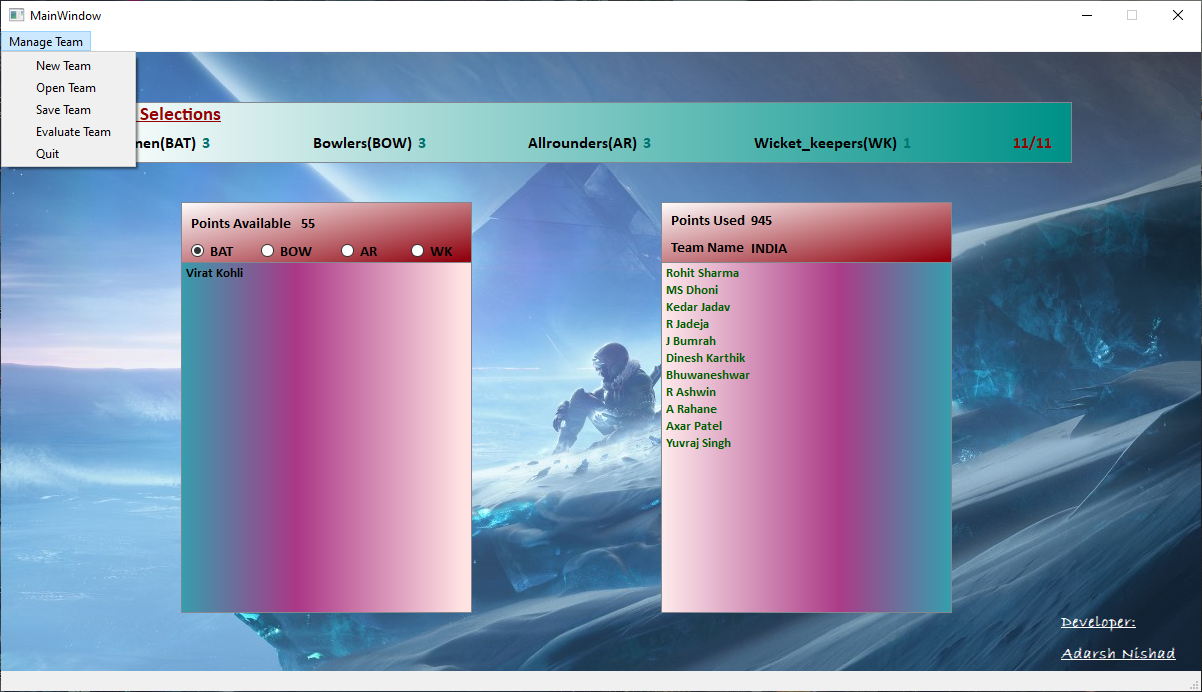 MainWindow
Manage Team
New Team
Open Team
Save Team
Evaluate Team
Quit
Selections
men(BAT) 3 Bowlers(BOW) 3 Allrounders(AR) 3 Wicket_keepers(WK) 1 11/11
Points Available 55
BAT BOW AR WK
Virat Kohli
Points Used 945
Team Name INDIA
Rohit Sharma
MS Dhoni
Kedar Jadav
R Jadeja
J Bumrah
Dinesh Karthik
Bhuwaneshwar
R Ashwin
A Rahane
Axar Patel
Yuvraj Singh
Developer:
Adarsh Nishad